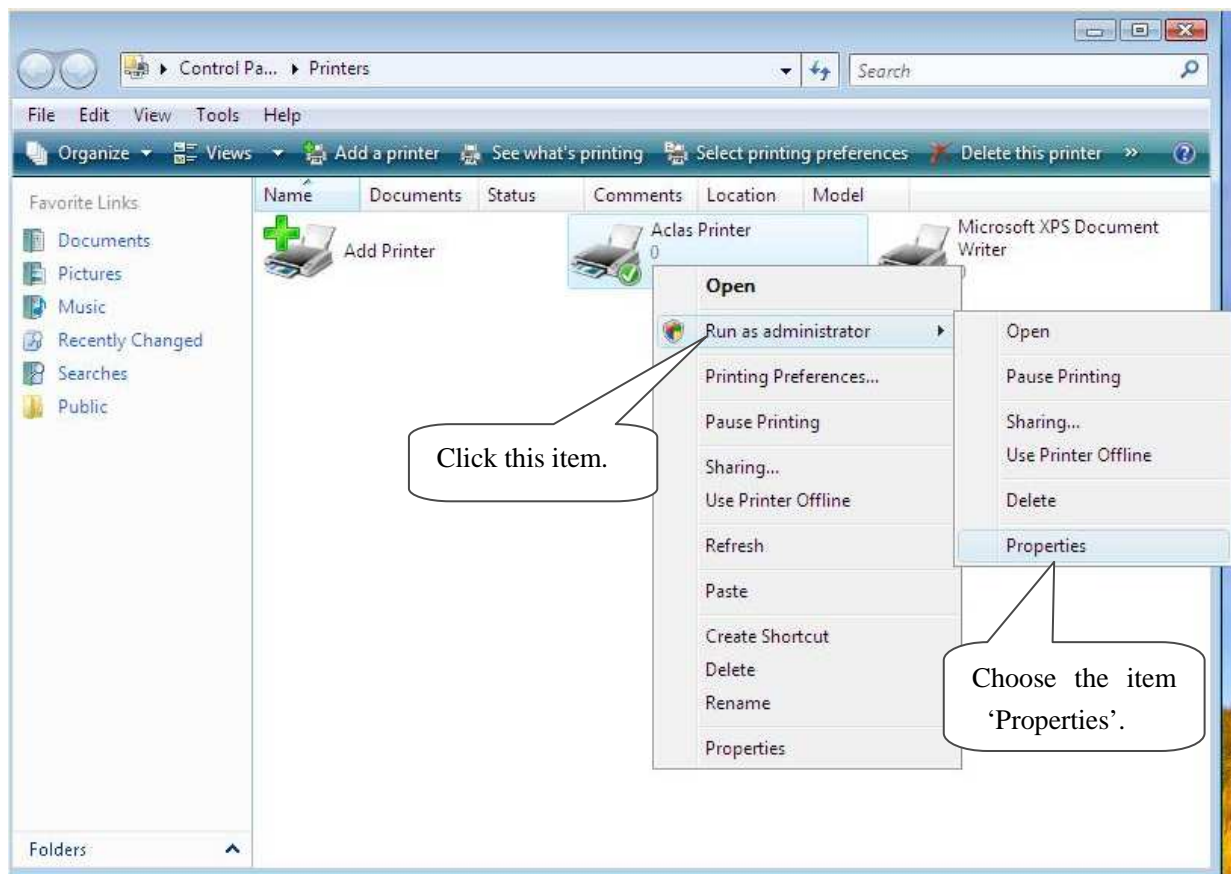 Control Pa... Printers
Search
File Edit View Tools Help
Organize Views Add a printer See what's printing Select printing preferences Delete this printer »
Favorite Links
Documents
Pictures
Music
Recently Changed
Searches
Public
Folders
Name Documents Status Comments Location Model
Add Printer
Aclas Printer
0
Microsoft XPS Document
Writer
Open
Run as administrator
Printing Preferences...
Pause Printing
Sharing...
Use Printer Offline
Refresh
Paste
Create Shortcut
Delete
Rename
Properties
Open
Pause Printing
Sharing...
Use Printer Offline
Delete
Properties
Click this item.
Choose the item
‘Properties’.